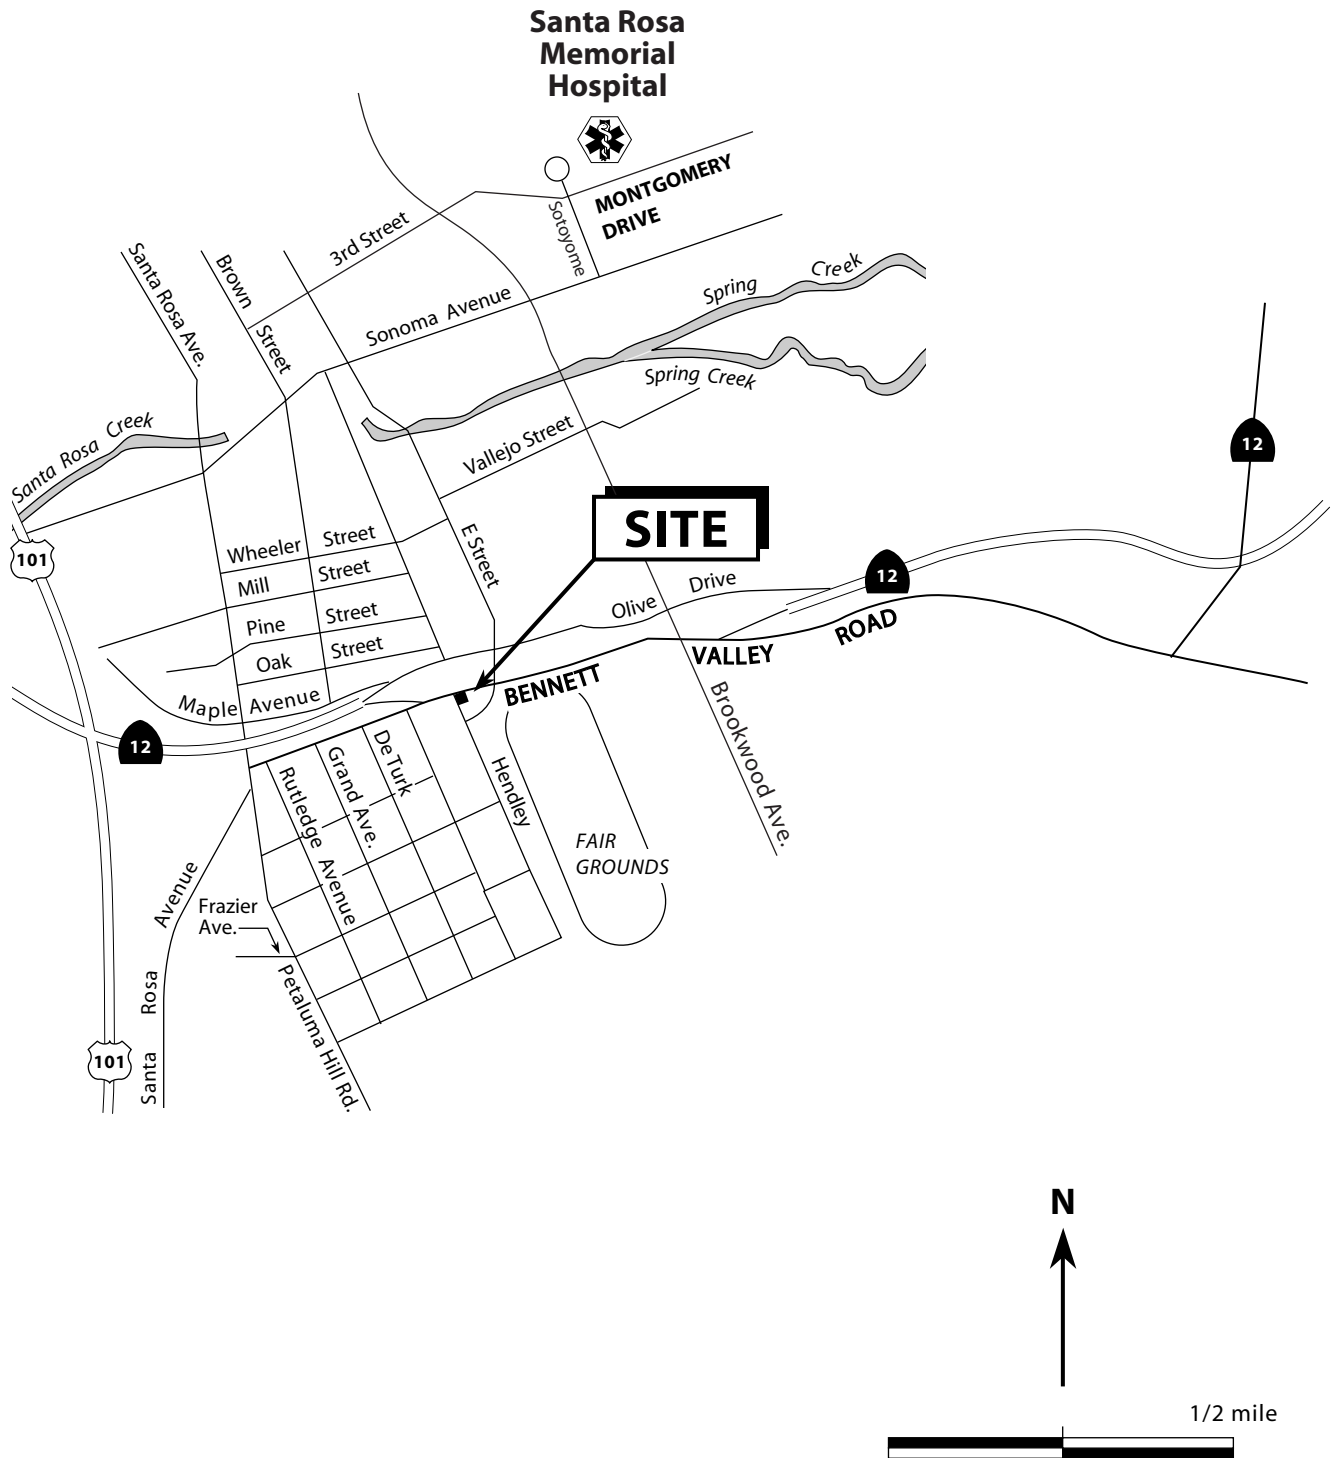 Santa Rosa
Memorial
Hospital
MONTGOMERY
DRIVE
Sotoyome
3rd Street
Santa Rosa Ave.
Brown
Street
Sonoma Avenue
Spring
Creek
Spring Creek
Santa Rosa Creek
Vallejo Street
12
101
Wheeler Street
Mill Street
Pine Street
Oak Street
Maple Avenue
E Street
SITE
12
Olive Drive
BENNETT
VALLEY
ROAD
12
Brookwood Ave.
Rutledge Avenue
Grand Ave.
De Turk
Hendley
FAIR
GROUNDS
Frazier
Ave.
Santa Rosa Avenue
Petaluma Hill Rd.
101
N
1/2 mile